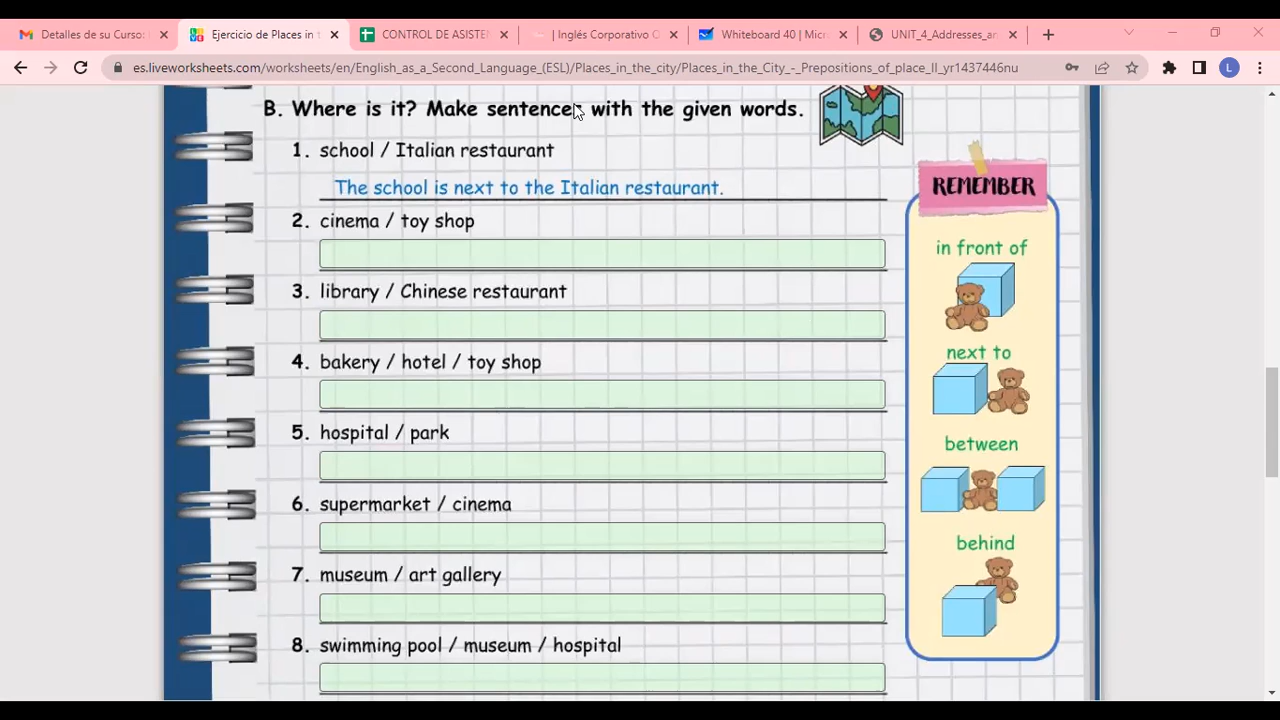 Detalles de su Curso:
Ejercicio de Places in t
CONTROL DE ASISTEN
| Inglés Corporativo
Whiteboard 40 | Micr
UNIT_4_Addresses_an
es.liveworksheets.com/worksheets/en/English_as_a_Second_Language_(ESL)/Places_in_the_city/Places_in_the_City_-_Prepositions_of_place_II_yr1437446nu
L
B. Where is it? Make sentences with the given words.
1. school / Italian restaurant
The school is next to the Italian restaurant.
2. cinema / toy shop
3. library / Chinese restaurant
4. bakery / hotel / toy shop
5. hospital / park
6. supermarket / cinema
7. museum / art gallery
8. swimming pool / museum / hospital
REMEMBER
in front of
next to
between
behind